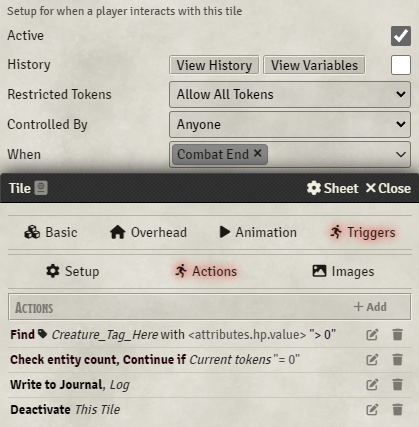 Setup for when a player interacts with this tile
Active
History View History View Variables
Restricted Tokens Allow All Tokens
Controlled By Anyone
When Combat End ×
Tile Sheet Close
Basic Overhead Animation Triggers
Setup Actions Images
Actions + Add
Find Creature_Tag_Here with <attributes.hp.value> "> 0"
Check entity count, Continue if Current tokens "= 0"
Write to Journal, Log
Deactivate This Tile